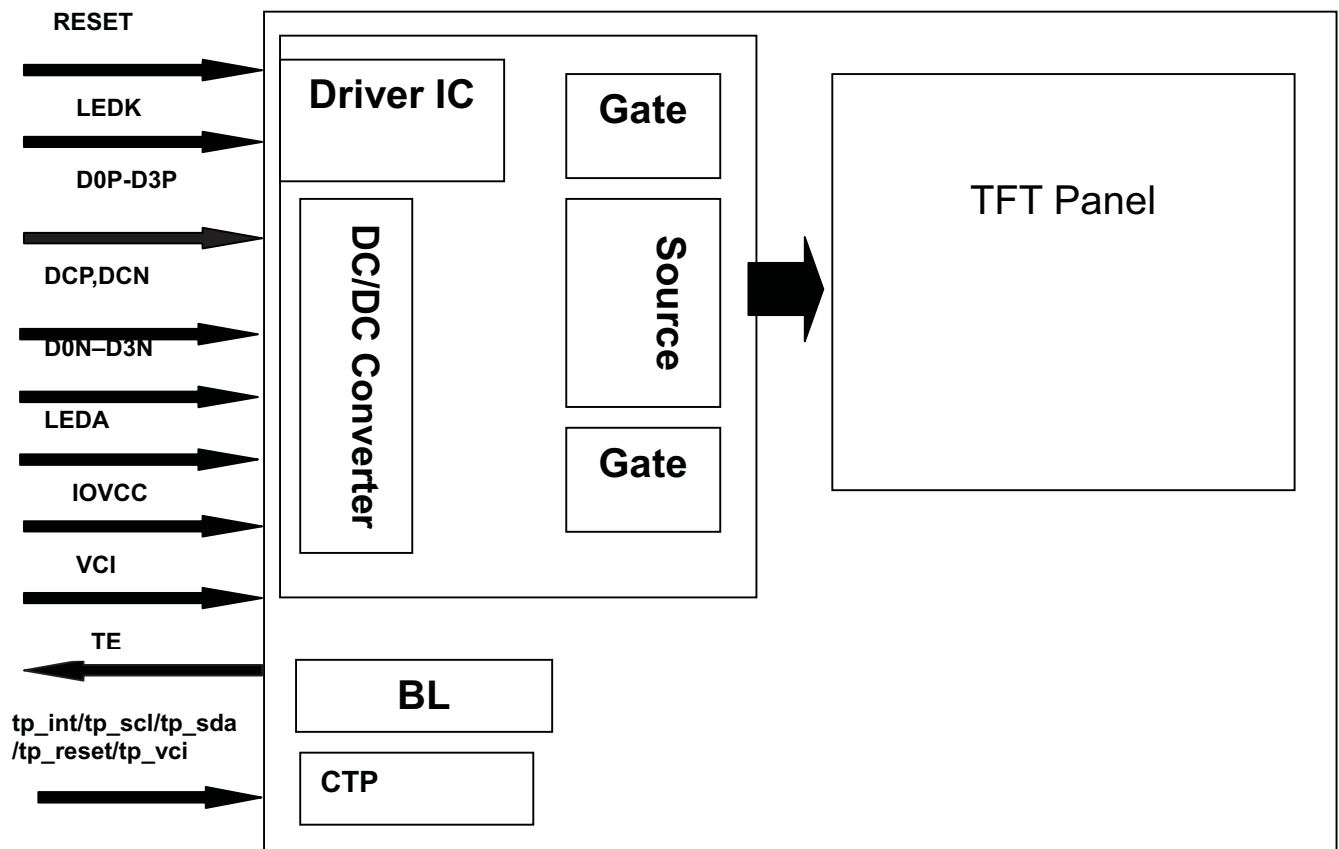 RESET
LEDK
D0P-D3P
DCP,DCN
D0N–D3N
LEDA
IOVCC
VCI
TE
tp_int/tp_scl/tp_sda
/tp_reset/tp_vci
Driver IC
DC/DC Converter
Gate
Source
Gate
BL
CTP
TFT Panel